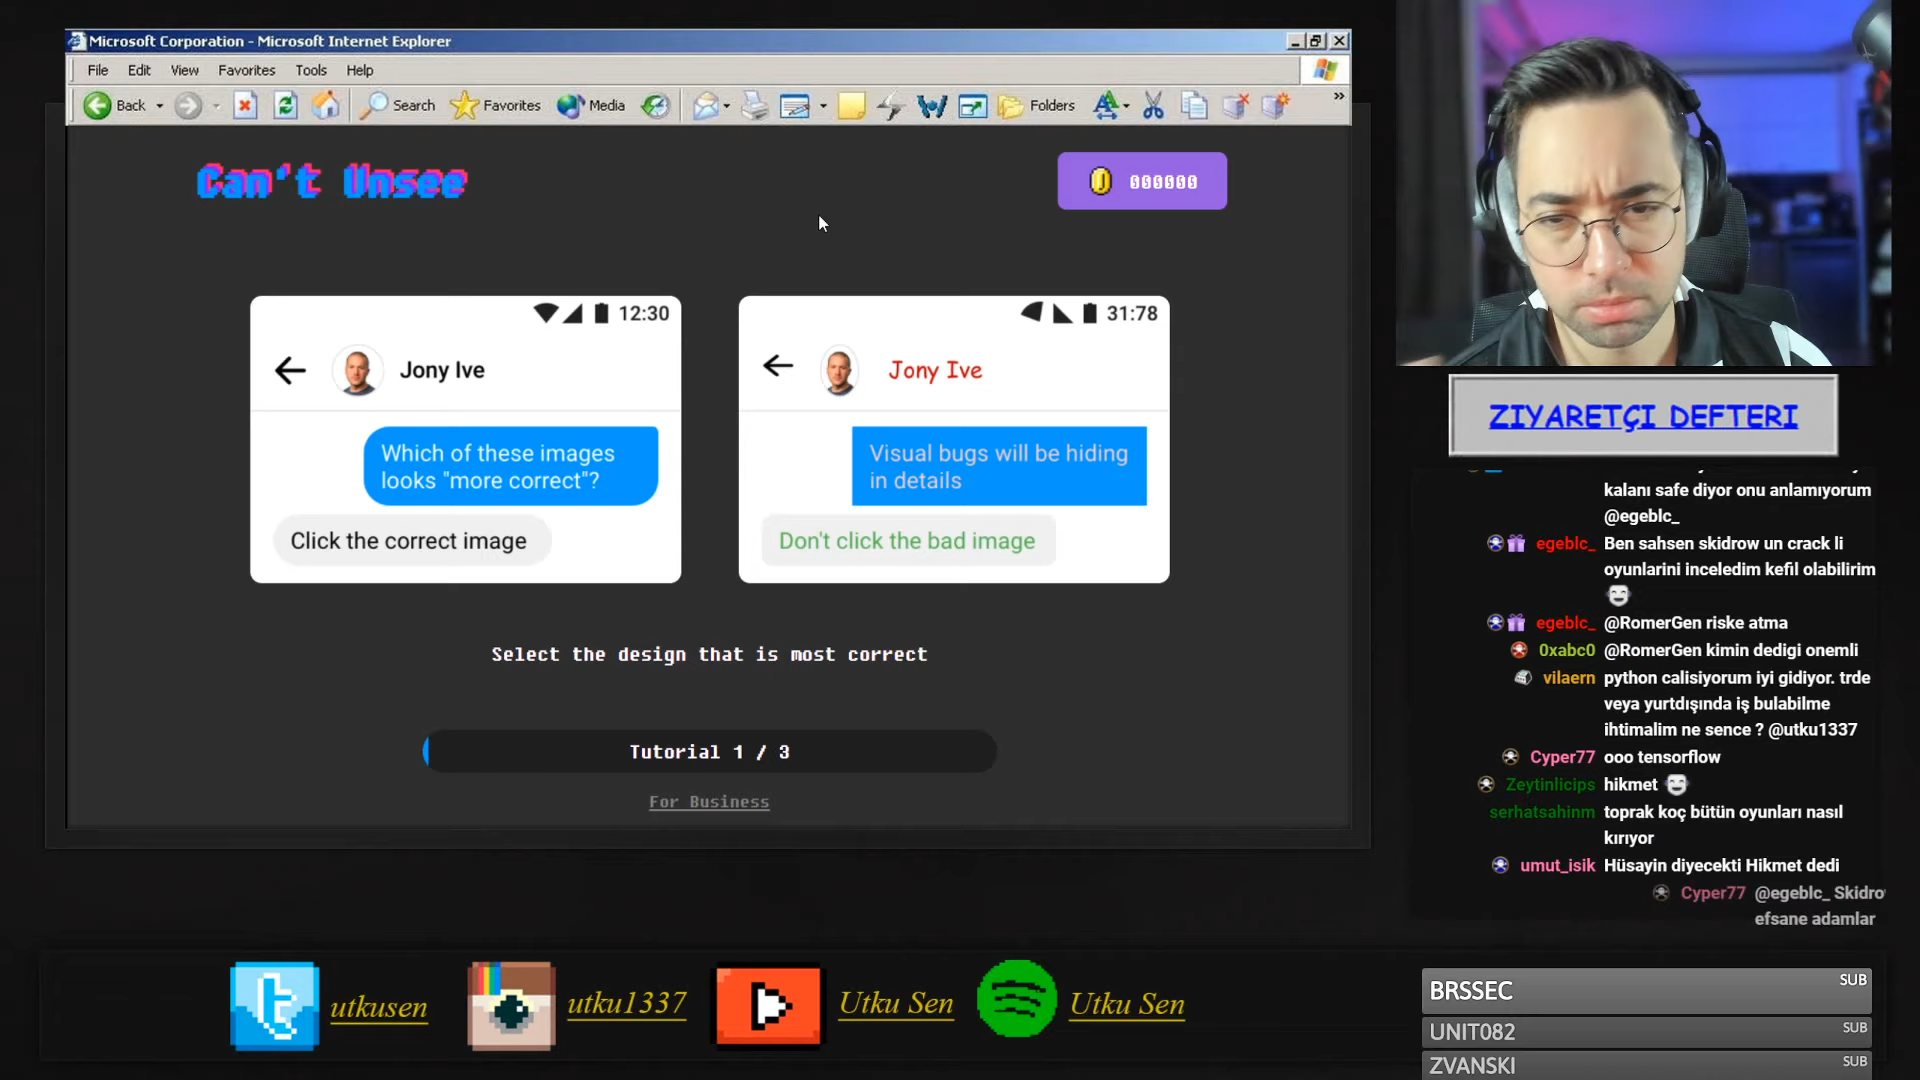 Microsoft Corporation - Microsoft Internet Explorer
File Edit View Favorites Tools Help
Back Search Favorites Media Folders
Can't Unsee
000000
12:30
Jony Ive
Which of these images
looks "more correct"?
Click the correct image
31:78
Jony Ive
Visual bugs will be hiding
in details
Don't click the bad image
Select the design that is most correct
Tutorial 1 / 3
For Business
ZIYARETÇI DEFTERI
kalanı safe diyor onu anlamıyorum
@egeblc_
egeblc_ Ben sahsen skidrow un crack li
oyunlarini inceledim kefil olabilirim
egeblc_ @RomerGen riske atma
0xabc0 @RomerGen kimin dedigi onemli
vilaern python calisiyorum iyi gidiyor. trde
veya yurtdışında iş bulabilme
ihtimalim ne sence ? @utku1337
Cyper77 ooo tensorflow
Zeytinlicips hikmet
serhatsahinm toprak koç bütün oyunları nasıl
kırıyor
umut_isik Hüsayin diyecekti Hikmet dedi
Cyper77 @egeblc_ Skidro
efsane adamlar
utkusen
utku1337
Utku Sen
Utku Sen
BRSSEC SUB
UNIT082 SUB
ZVANSKI SUB